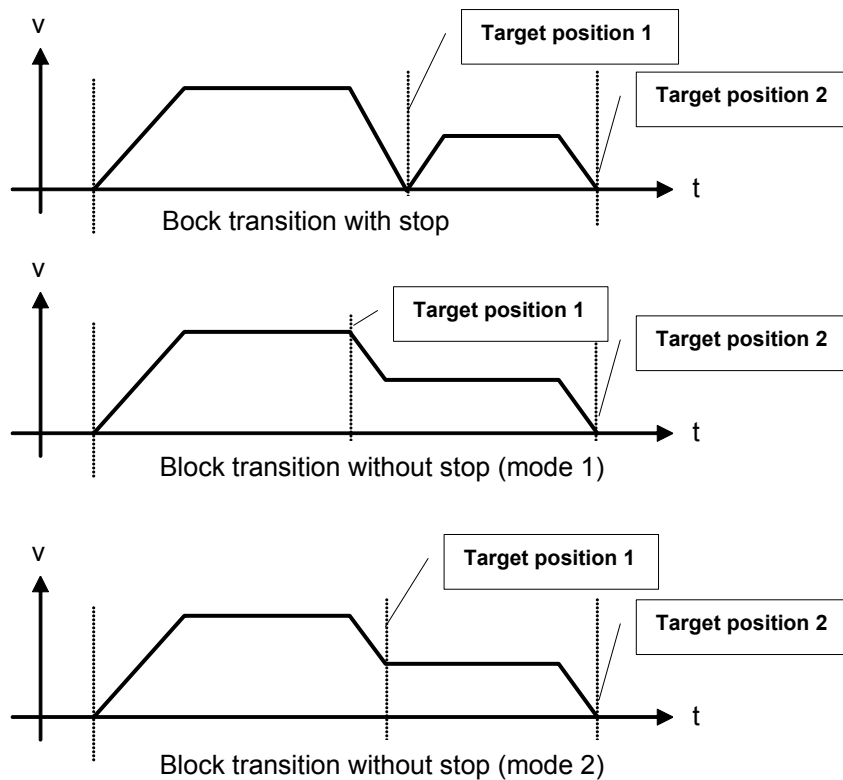 v
Target position 1
Target position 2
t
Bock transition with stop
v
Target position 1
Target position 2
t
Block transition without stop (mode 1)
v
Target position 1
Target position 2
t
Block transition without stop (mode 2)